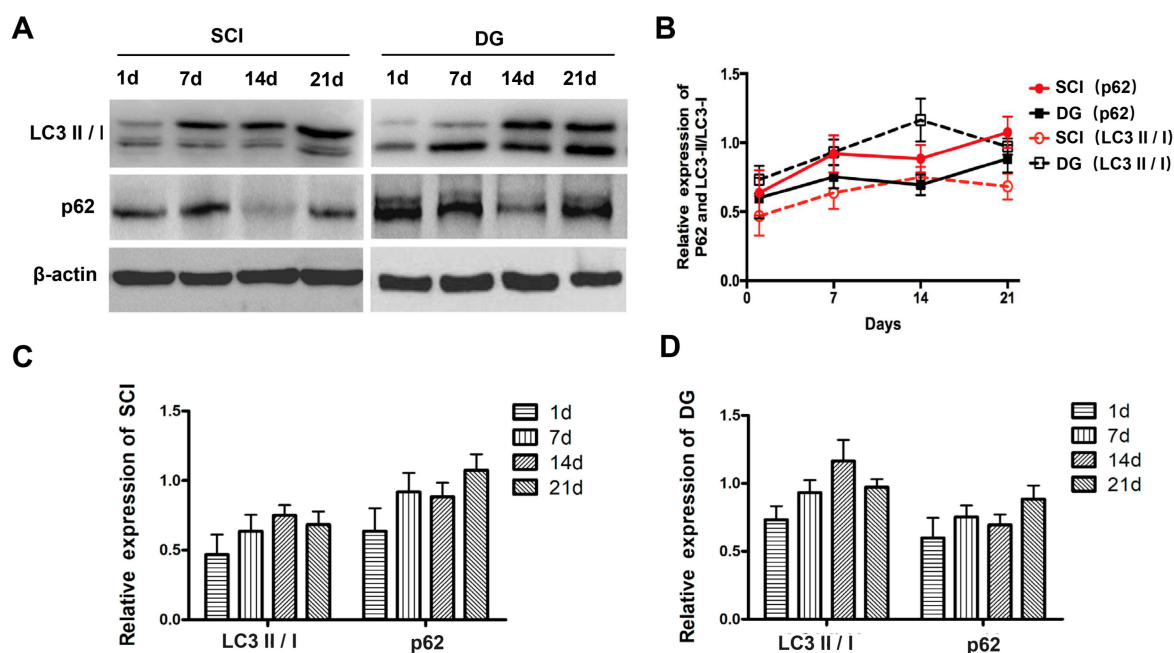 A
SCI
DG
1d 7d 14d 21d
1d 7d 14d 21d
LC3 II / I
p62
β-actin
B
Relative expression of
P62 and LC3-II/LC3-I
1.5
1.0
0.5
0.0
0 7 14 21
Days
SCI (p62)
DG (p62)
SCI (LC3 II / I)
DG (LC3 II / I)
C
Relative expression of SCI
1.5
1.0
0.5
0.0
LC3 II / I p62
1d
7d
14d
21d
D
Relative expression of DG
1.5
1.0
0.5
0.0
LC3 II / I p62
1d
7d
14d
21d